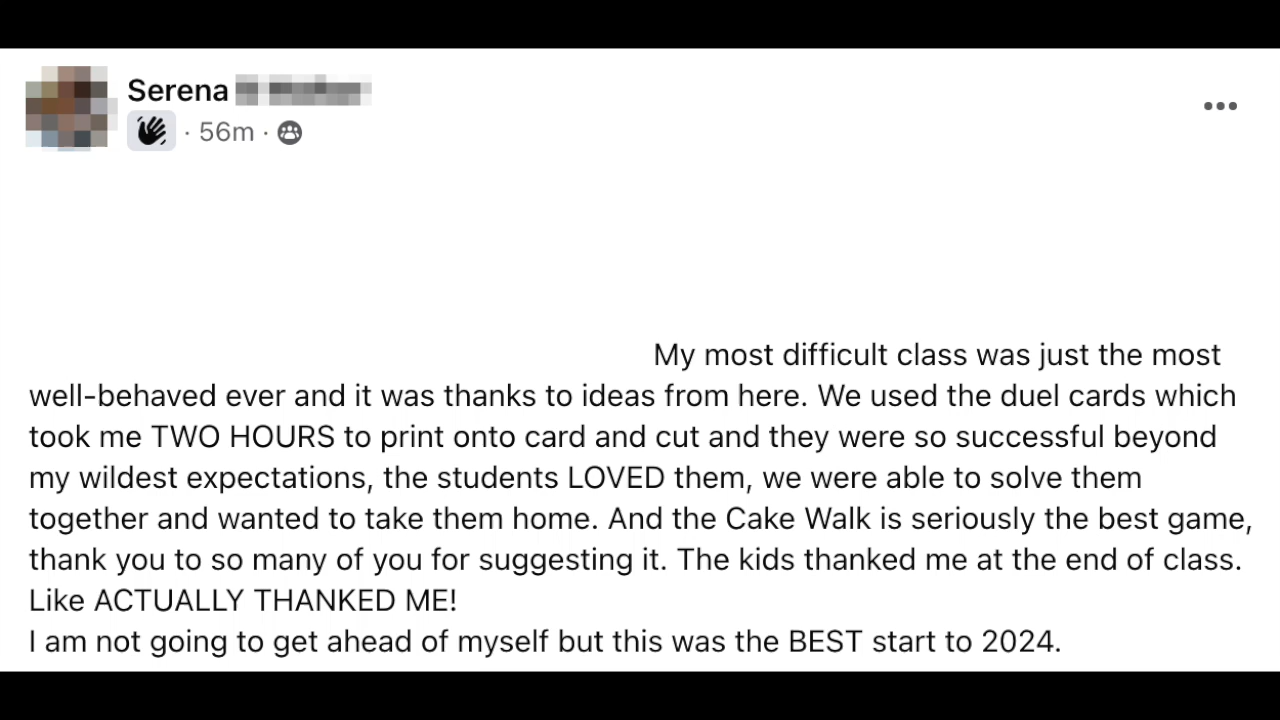 Serena
· 56m ·
My most difficult class was just the most
well-behaved ever and it was thanks to ideas from here. We used the duel cards which
took me TWO HOURS to print onto card and cut and they were so successful beyond
my wildest expectations, the students LOVED them, we were able to solve them
together and wanted to take them home. And the Cake Walk is seriously the best game,
thank you to so many of you for suggesting it. The kids thanked me at the end of class.
Like ACTUALLY THANKED ME!
I am not going to get ahead of myself but this was the BEST start to 2024.